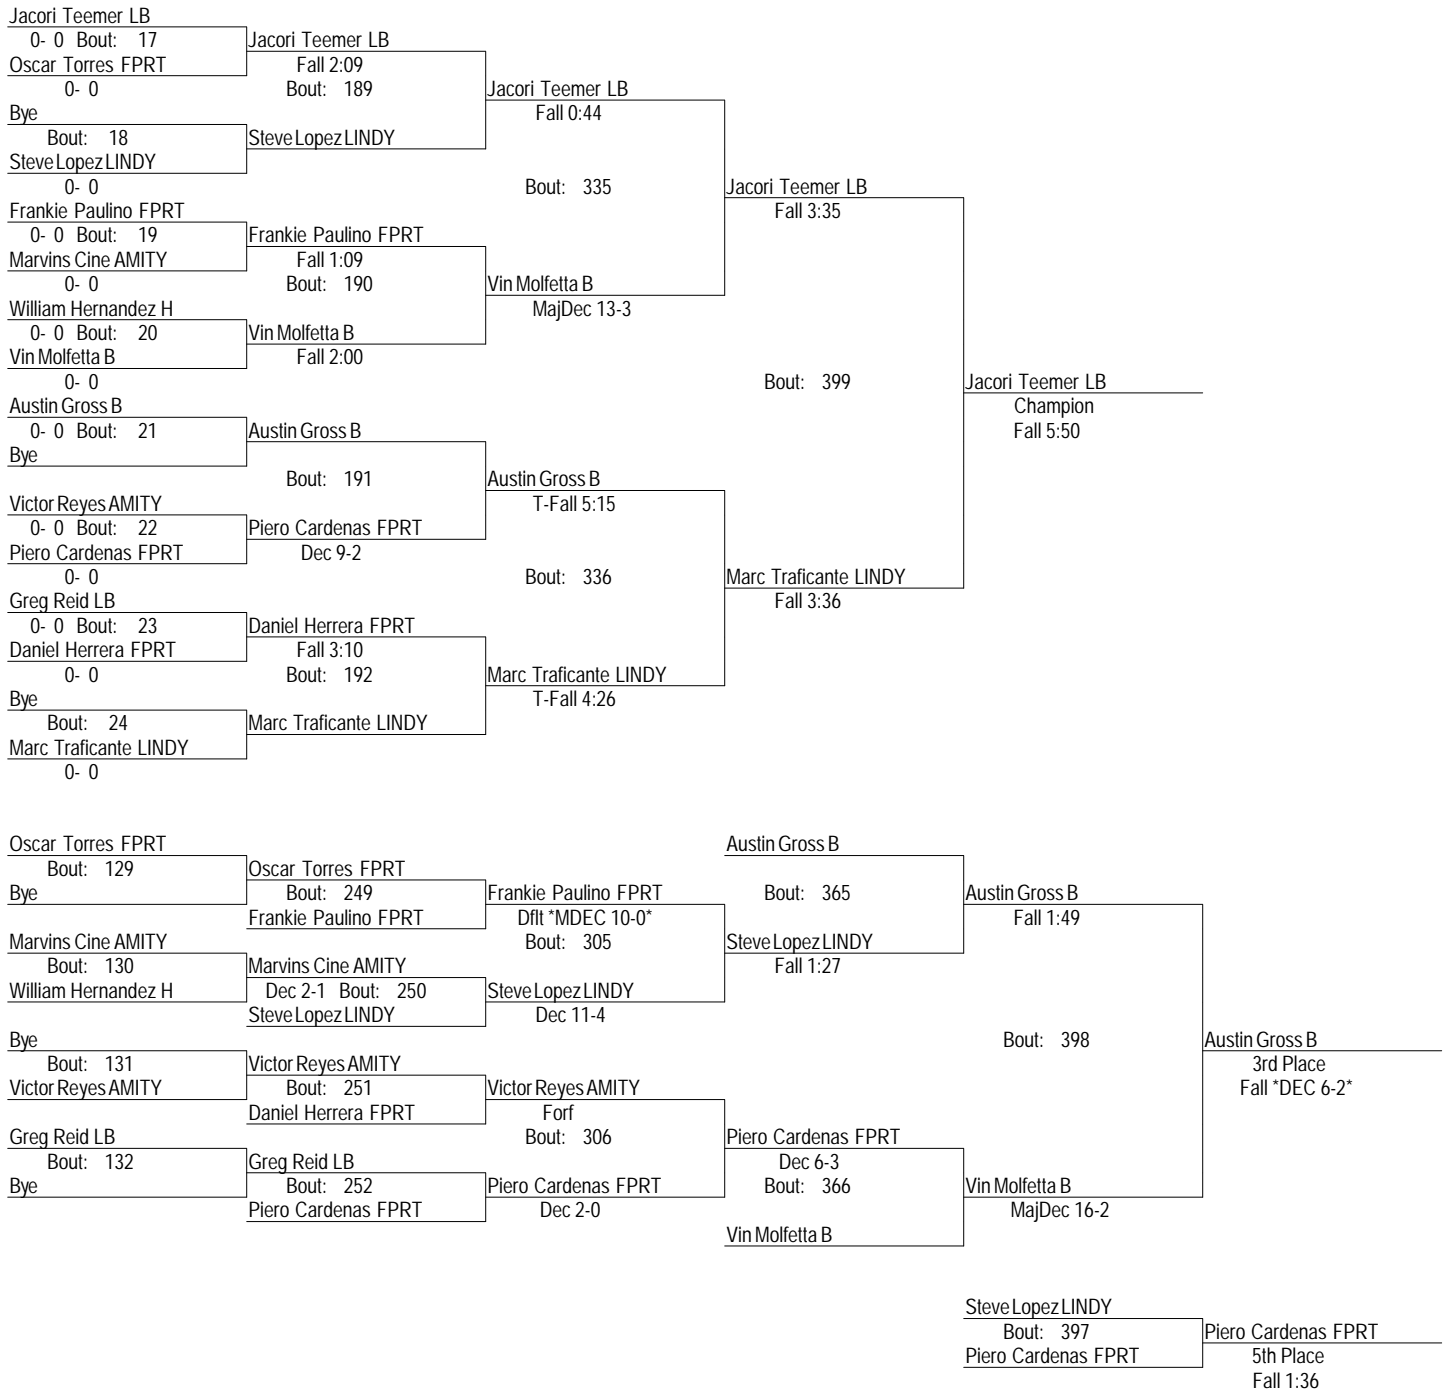 Jacori Teemer LB
0- 0 Bout: 17
Jacori Teemer LB
Oscar Torres FPRT
Fall 2:09
0- 0
Bout: 189
Jacori Teemer LB
Bye
Fall 0:44
Bout: 18
Steve Lopez LINDY
Steve Lopez LINDY
0- 0
Bout: 335
Jacori Teemer LB
Frankie Paulino FPRT
Fall 3:35
0- 0 Bout: 19
Frankie Paulino FPRT
Marvins Cine AMITY
Fall 1:09
0- 0
Bout: 190
Vin Molfetta B
William Hernandez H
MajDec 13-3
0- 0 Bout: 20
Vin Molfetta B
Vin Molfetta B
Fall 2:00
0- 0
Bout: 399
Jacori Teemer LB
Austin Gross B
Champion
0- 0 Bout: 21
Austin Gross B
Fall 5:50
Bye
Bout: 191
Austin Gross B
Victor Reyes AMITY
T-Fall 5:15
0- 0 Bout: 22
Piero Cardenas FPRT
Piero Cardenas FPRT
Dec 9-2
0- 0
Bout: 336
Marc Traficante LINDY
Greg Reid LB
Fall 3:36
0- 0 Bout: 23
Daniel Herrera FPRT
Daniel Herrera FPRT
Fall 3:10
0- 0
Bout: 192
Marc Traficante LINDY
Bye
T-Fall 4:26
Bout: 24
Marc Traficante LINDY
Marc Traficante LINDY
0- 0
Oscar Torres FPRT
Austin Gross B
Bout: 129
Oscar Torres FPRT
Bye
Bout: 249
Frankie Paulino FPRT
Bout: 365
Austin Gross B
Frankie Paulino FPRT
Dflt *MDEC 10-0*
Fall 1:49
Marvins Cine AMITY
Bout: 305
Steve Lopez LINDY
Bout: 130
Marvins Cine AMITY
Fall 1:27
William Hernandez H
Dec 2-1 Bout: 250
Steve Lopez LINDY
Steve Lopez LINDY
Dec 11-4
Bye
Bout: 398
Austin Gross B
Bout: 131
Victor Reyes AMITY
3rd Place
Victor Reyes AMITY
Bout: 251
Victor Reyes AMITY
Fall *DEC 6-2*
Daniel Herrera FPRT
Forf
Greg Reid LB
Bout: 306
Piero Cardenas FPRT
Bout: 132
Greg Reid LB
Dec 6-3
Bye
Bout: 252
Piero Cardenas FPRT
Bout: 366
Vin Molfetta B
Piero Cardenas FPRT
Dec 2-0
MajDec 16-2
Vin Molfetta B
Steve Lopez LINDY
Bout: 397
Piero Cardenas FPRT
Piero Cardenas FPRT
5th Place
Fall 1:36